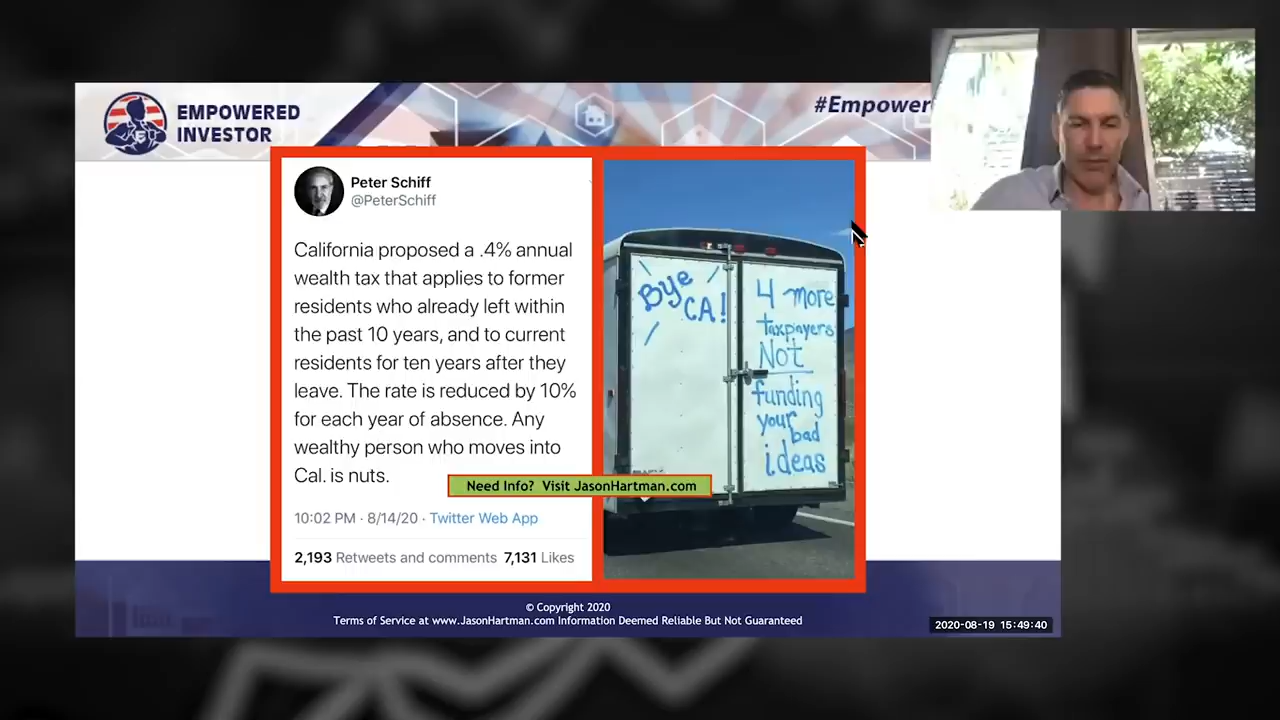 EMPOWERED
INVESTOR
#Empower
Peter Schiff
@PeterSchiff
California proposed a .4% annual
wealth tax that applies to former
residents who already left within
the past 10 years, and to current
residents for ten years after they
leave. The rate is reduced by 10%
for each year of absence. Any
wealthy person who moves into
Cal. is nuts.
10:02 PM · 8/14/20 · Twitter Web App
2,193 Retweets and comments 7,131 Likes
Bye
CA!
4 more
taxpayers
Not
funding
your
bad
ideas
Need Info? Visit JasonHartman.com
© Copyright 2020
Terms of Service at www.JasonHartman.com Information Deemed Reliable But Not Guaranteed
2020-08-19 15:49:40